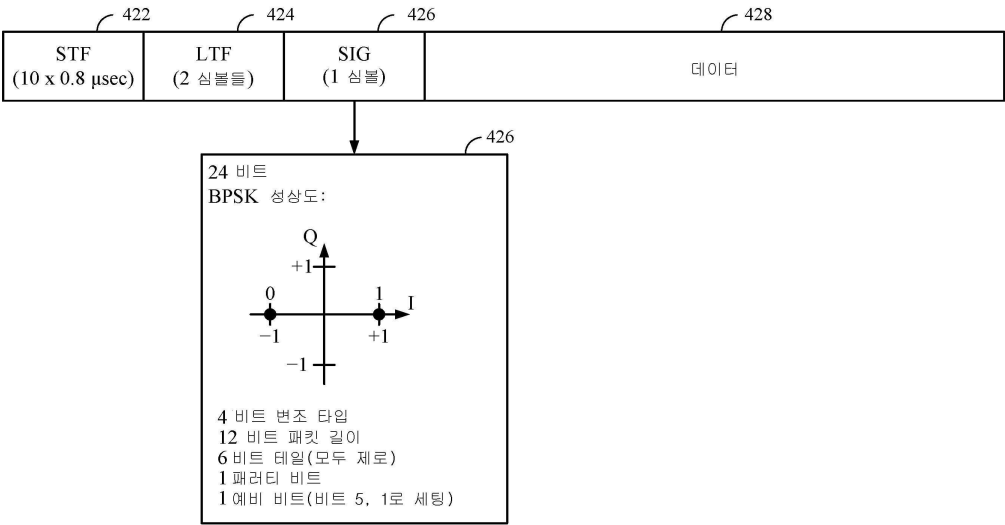 422
424
426
428
STF
(10 x 0.8 μsec)
LTF
(2 심볼들)
SIG
(1 심볼)
데이터
426
24 비트
BPSK 성상도:
Q
+1
0
1
I
−1
+1
−1
4 비트 변조 타입
12 비트 패킷 길이
6 비트 테일(모두 제로)
1 패러티 비트
1 예비 비트(비트 5, 1로 세팅)